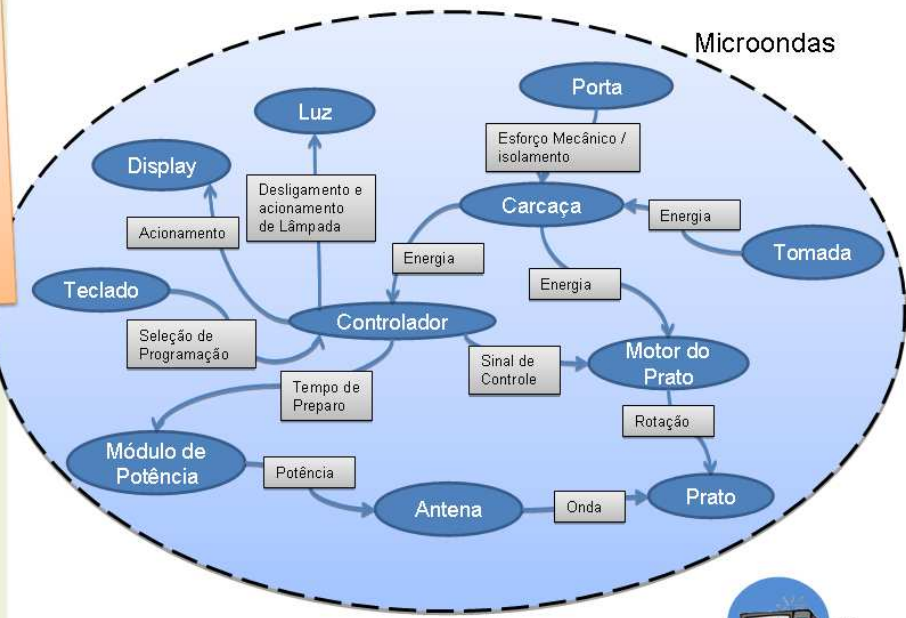 Microondas
Porta
Luz
Esforço Mecânico /
isolamento
Display
Desligamento e
acionamento
de Lâmpada
Carcaça
Energia
Acionamento
Tomada
Energia
Teclado
Energia
Controlador
Seleção de
Programação
Sinal de
Controle
Motor do
Prato
Tempo de
Preparo
Rotação
Módulo de
Potência
Potência
Antena
Onda
Prato